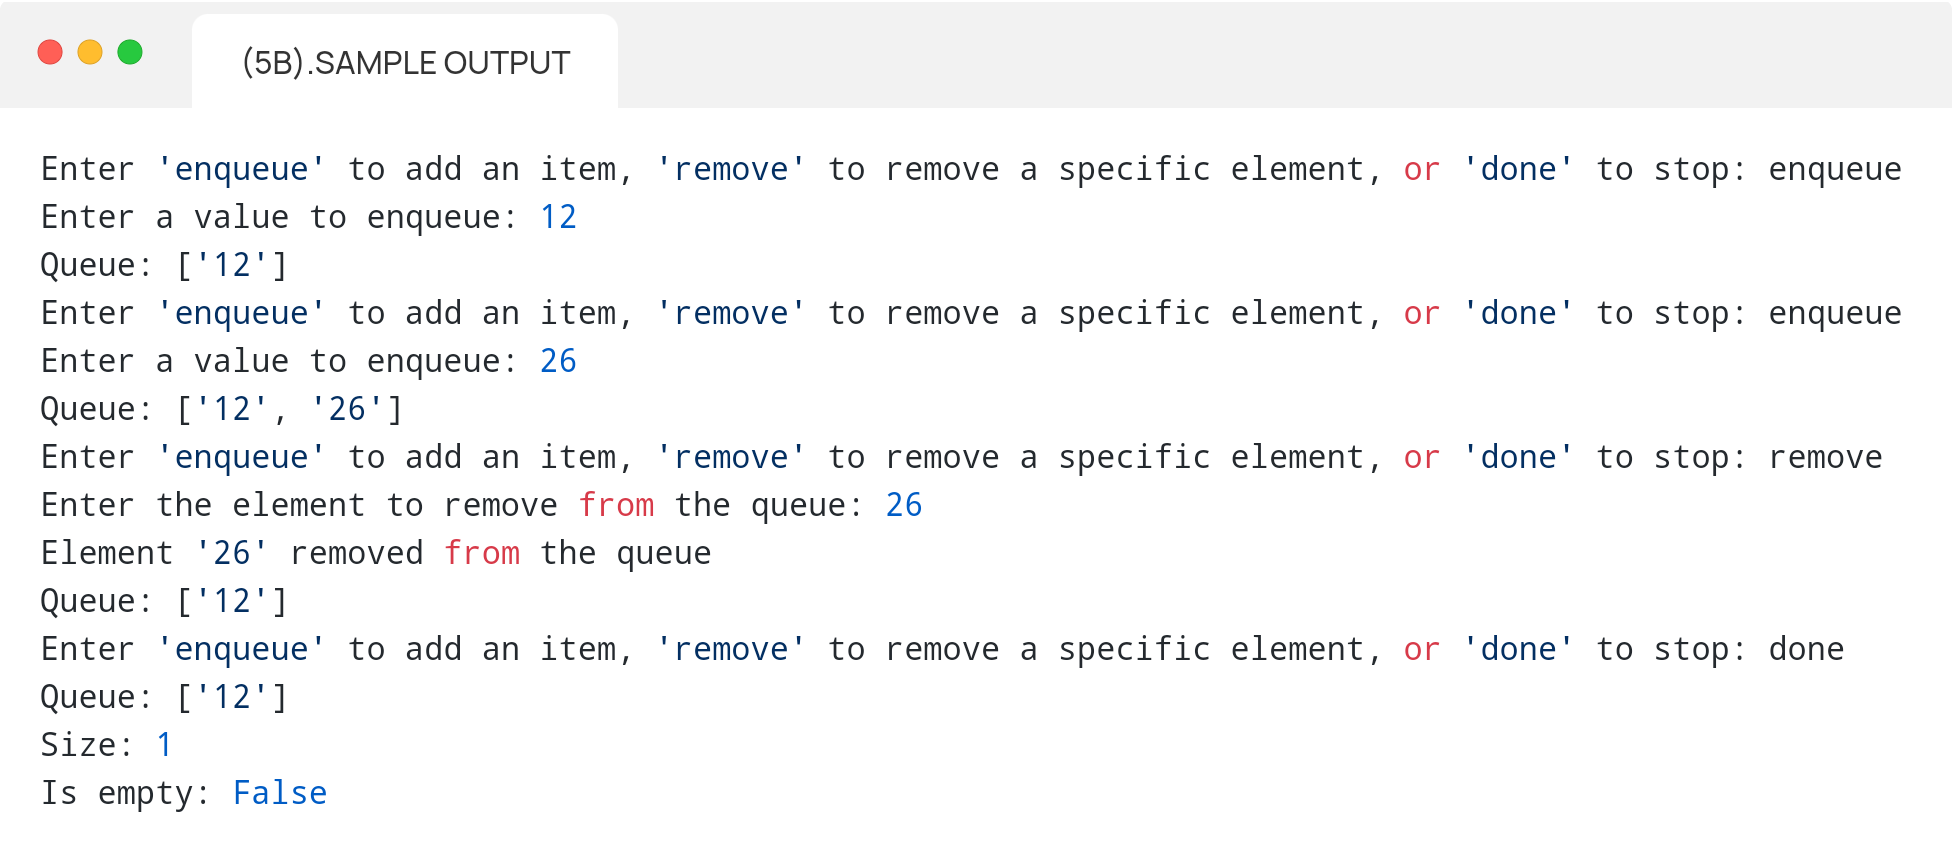 (5B).SAMPLE OUTPUT
Enter 'enqueue' to add an item, 'remove' to remove a specific element, or 'done' to stop: enqueue
Enter a value to enqueue: 12
Queue: ['12']
Enter 'enqueue' to add an item, 'remove' to remove a specific element, or 'done' to stop: enqueue
Enter a value to enqueue: 26
Queue: ['12', '26']
Enter 'enqueue' to add an item, 'remove' to remove a specific element, or 'done' to stop: remove
Enter the element to remove from the queue: 26
Element '26' removed from the queue
Queue: ['12']
Enter 'enqueue' to add an item, 'remove' to remove a specific element, or 'done' to stop: done
Queue: ['12']
Size: 1
Is empty: False